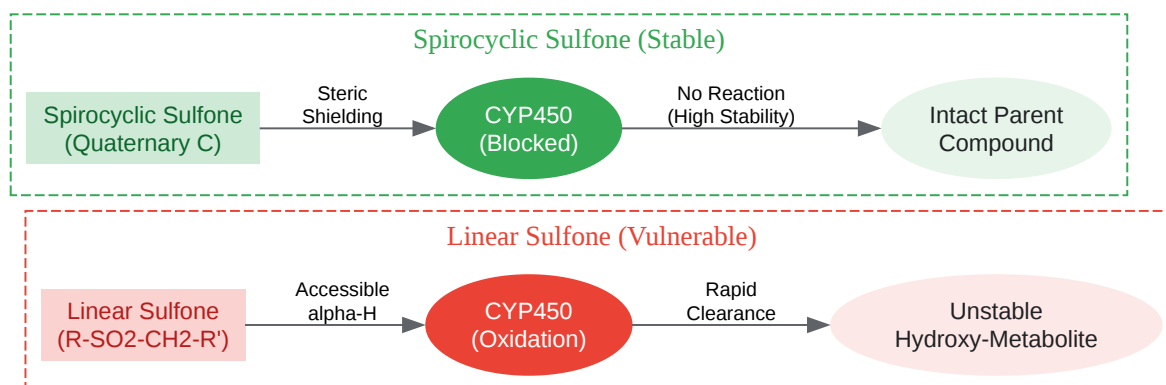 Spirocyclic Sulfone (Stable)
Spirocyclic Sulfone
(Quaternary C)
Steric
Shielding
CYP450
(Blocked)
No Reaction
(High Stability)
Intact Parent
Compound
Linear Sulfone (Vulnerable)
Linear Sulfone
(R-SO2-CH2-R')
Accessible
alpha-H
CYP450
(Oxidation)
Rapid
Clearance
Unstable
Hydroxy-Metabolite